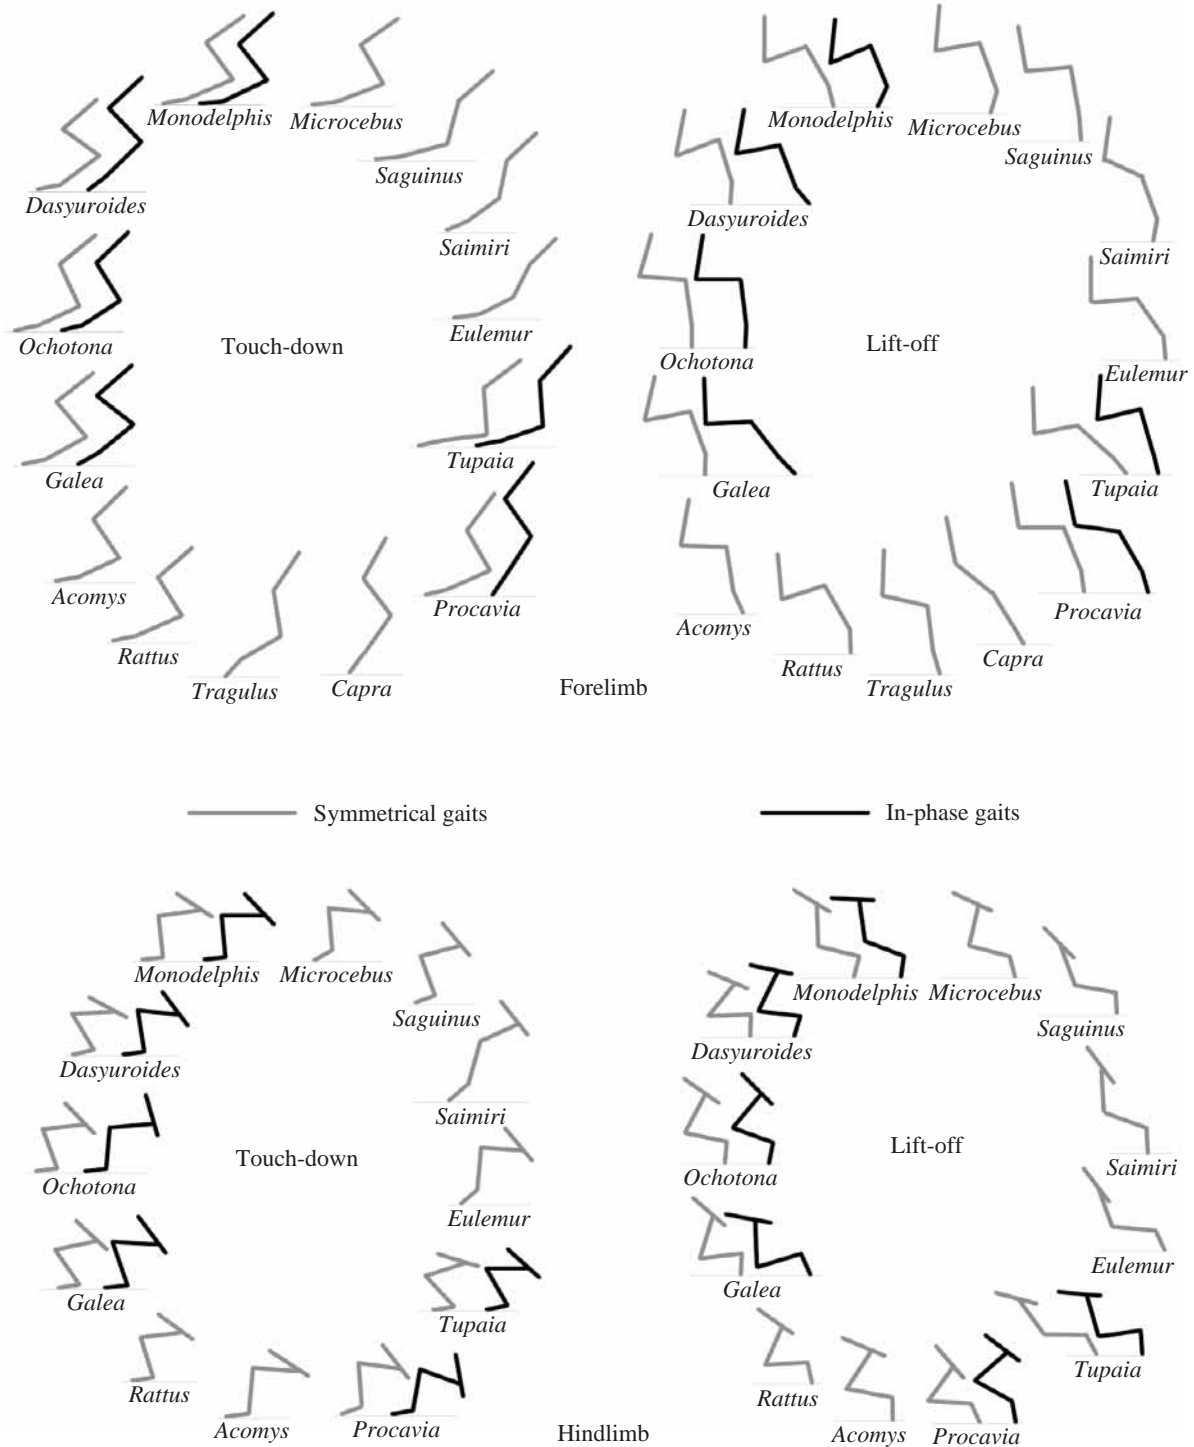 Monodelphis
Microcebus
Saguinus
Dasyuroides
Saimiri
Ochotona
Touch-down
Eulemur
Galea
Tupaia
Acomys
Procavia
Rattus
Tragulus
Capra
Monodelphis
Microcebus
Saguinus
Dasyuroides
Saimiri
Ochotona
Lift-off
Eulemur
Galea
Tupaia
Acomys
Procavia
Rattus
Tragulus
Capra
Forelimb
Symmetrical gaits
In-phase gaits
Monodelphis
Microcebus
Saguinus
Dasyuroides
Saimiri
Touch-down
Ochotona
Eulemur
Galea
Tupaia
Rattus
Acomys
Procavia
Monodelphis
Microcebus
Saguinus
Dasyuroides
Lift-off
Saimiri
Ochotona
Eulemur
Galea
Tupaia
Rattus
Acomys
Procavia
Hindlimb